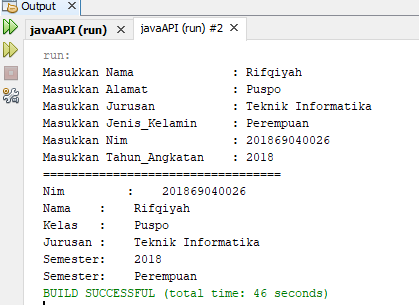 Output
javaAPI (run) javaAPI (run) #2
run:
Masukkan Nama : Rifqiyah
Masukkan Alamat : Puspo
Masukkan Jurusan : Teknik Informatika
Masukkan Jenis_Kelamin : Perempuan
Masukkan Nim : 201869040026
Masukkan Tahun_Angkatan : 2018
==================================
Nim : 201869040026
Nama : Rifqiyah
Kelas : Puspo
Jurusan : Teknik Informatika
Semester: 2018
Semester: Perempuan
BUILD SUCCESSFUL (total time: 46 seconds)